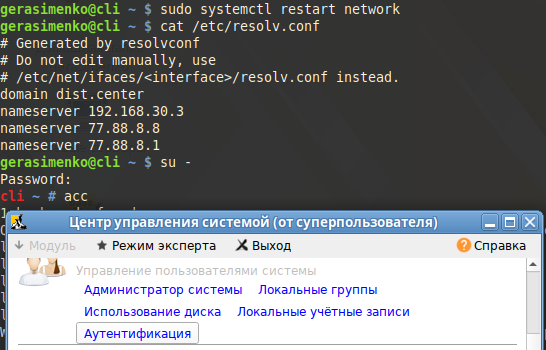 gerasimenko@cli ~ $ sudo systemctl restart network
gerasimenko@cli ~ $ cat /etc/resolv.conf
# Generated by resolvconf
# Do not edit manually, use
# /etc/net/ifaces/<interface>/resolv.conf instead.
domain dist.center
nameserver 192.168.30.3
nameserver 77.88.8.8
nameserver 77.88.8.1
gerasimenko@cli ~ $ su -
Password:
cli ~ # acc
Центр управления системой (от суперпользователя)
Модуль Режим эксперта Выход Справка
Управление пользователями системы
Администратор системы Локальные группы
Использование диска Локальные учётные записи
Аутентификация